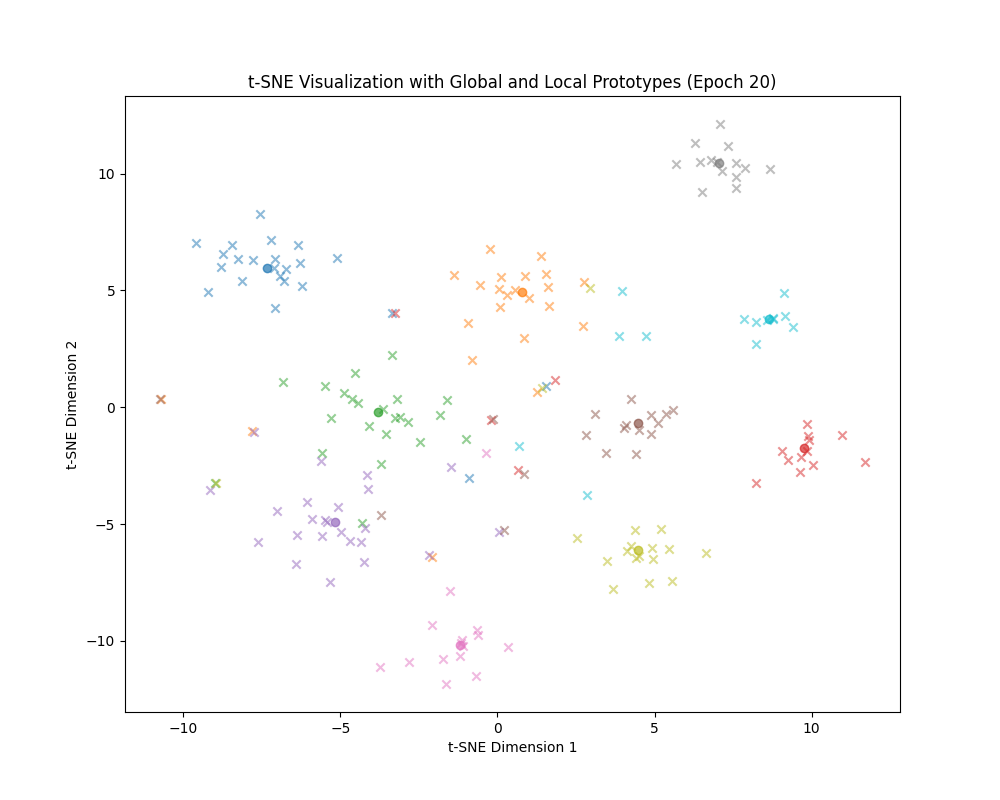 t-SNE Visualization with Global and Local Prototypes (Epoch 20)
10
5
0
−5
−10
t-SNE Dimension 2
−10 −5 0 5 10
t-SNE Dimension 1